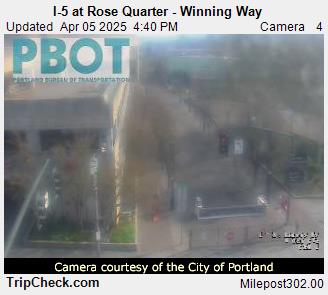 I-5 at Rose Quarter - Winning Way
Updated Apr 05 2025 4:40 PM Camera 4
PBOT
PORTLAND BUREAU OF TRANSPORTATION
Camera courtesy of the City of Portland
TripCheck.com Milepost302.00